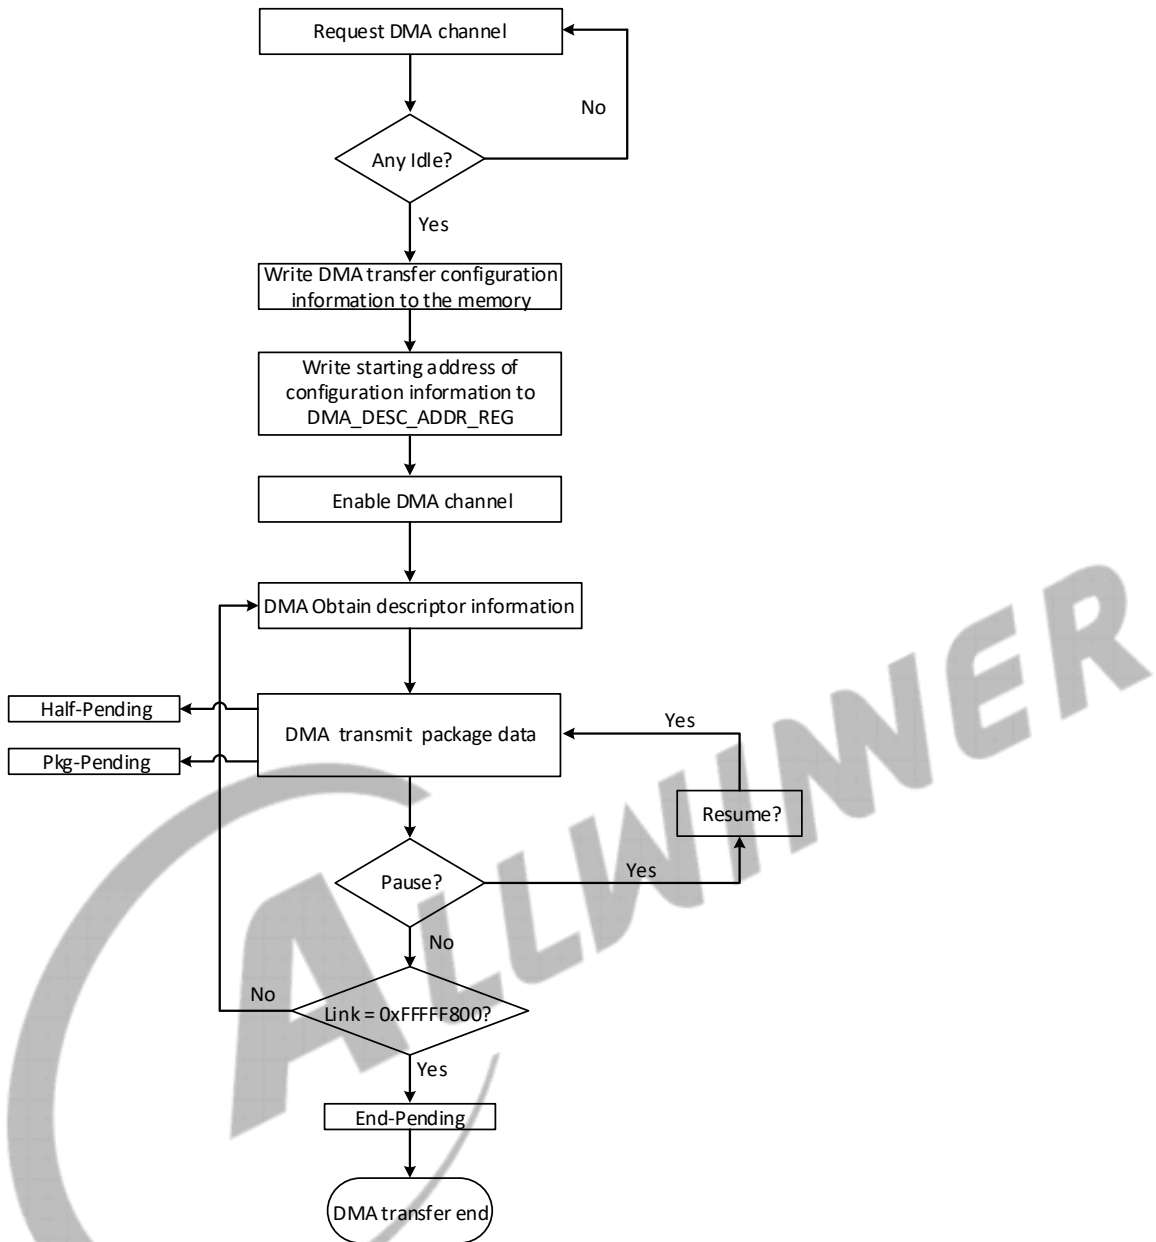 Request DMA channel
No
Any Idle?
Yes
Write DMA transfer configuration
information to the memory
Write starting address of
configuration information to
DMA_DESC_ADDR_REG
Enable DMA channel
DMA Obtain descriptor information
Half-Pending
DMA transmit package data
Yes
Pkg-Pending
Resume?
Pause?
Yes
No
No
Link = 0xFFFFF800?
Yes
End-Pending
DMA transfer end
ALLWINNER